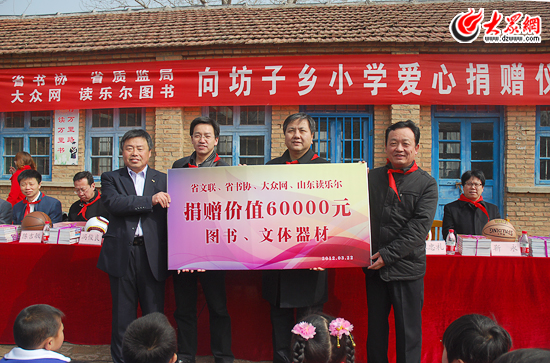 大众网
www.dzwww.com
省书协 省质监局
大众网 读乐尔图书
向坊子乡小学爱心捐赠仪
省文联、省书协、大众网、山东读乐尔
捐赠价值60000元
图书、文体器材
2012.03.22